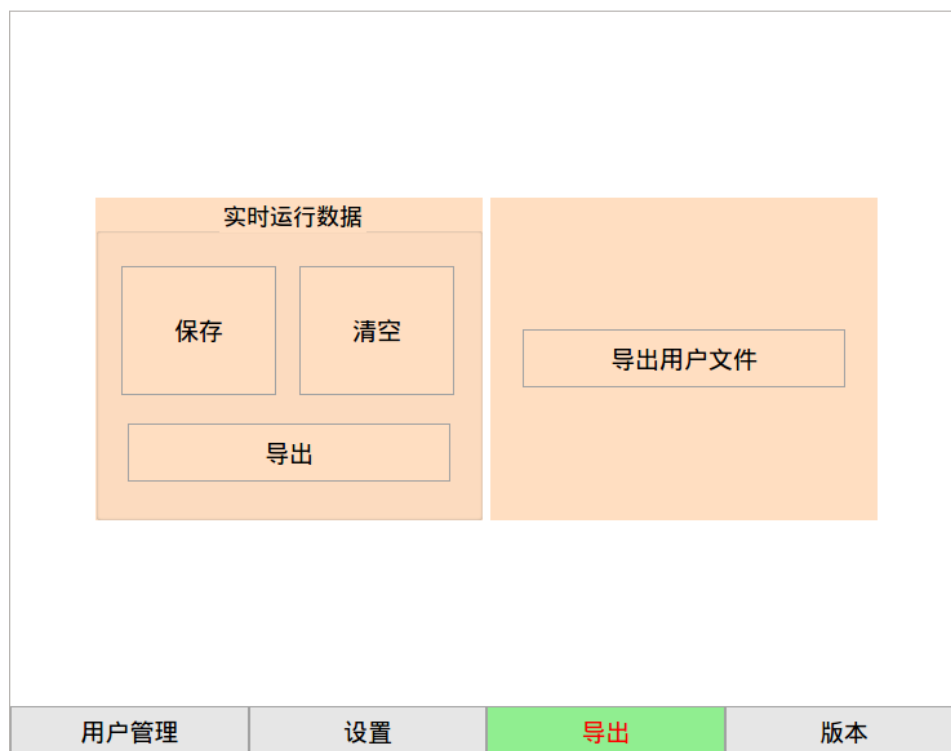 实时运行数据
保存
清空
导出
导出用户文件
用户管理
设置
导出
版本